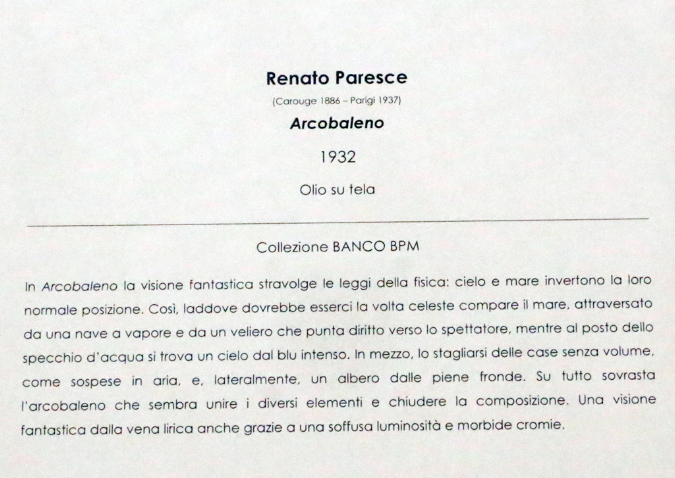 Renato Paresce
(Carouge 1886 – Parigi 1937)
Arcobaleno
1932
Olio su tela
Collezione BANCO BPM
In Arcobaleno la visione fantastica stravolge le leggi della fisica: cielo e mare invertono la loro
normale posizione. Così, laddove dovrebbe esserci la volta celeste compare il mare, attraversato
da una nave a vapore e da un veliero che punta diritto verso lo spettatore, mentre al posto dello
specchio d'acqua si trova un cielo dal blu intenso. In mezzo, lo stagliarsi delle case senza volume,
come sospese in aria, e, lateralmente, un albero dalle piene fronde. Su tutto sovrasta
l'arcobaleno che sembra unire i diversi elementi e chiudere la composizione. Una visione
fantastica dalla vena lirica anche grazie a una soffusa luminosità e morbide cromie.